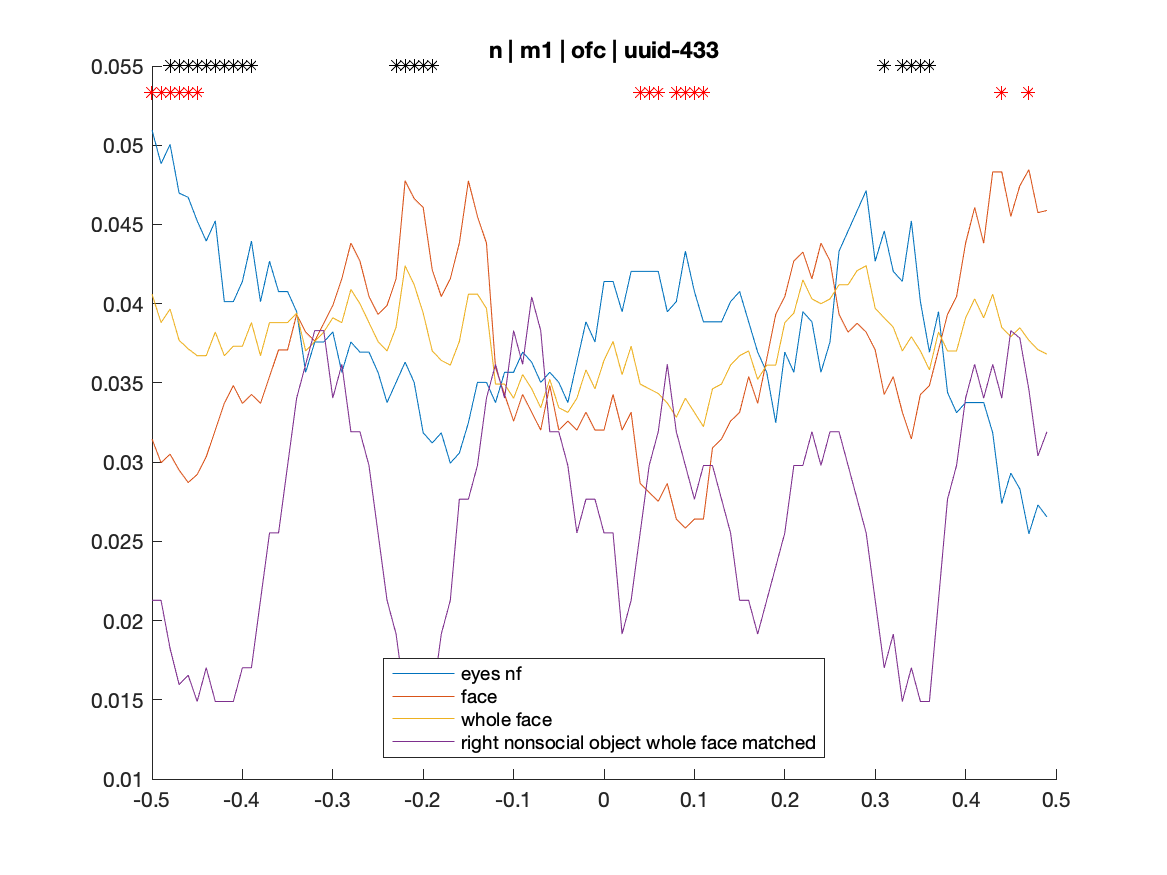 n | m1 | ofc | uuid-433
0.055
0.05
0.045
0.04
0.035
0.03
0.025
0.02
0.015
0.01
eyes nf
face
whole face
right nonsocial object whole face matched
-0.5 -0.4 -0.3 -0.2 -0.1 0 0.1 0.2 0.3 0.4 0.5